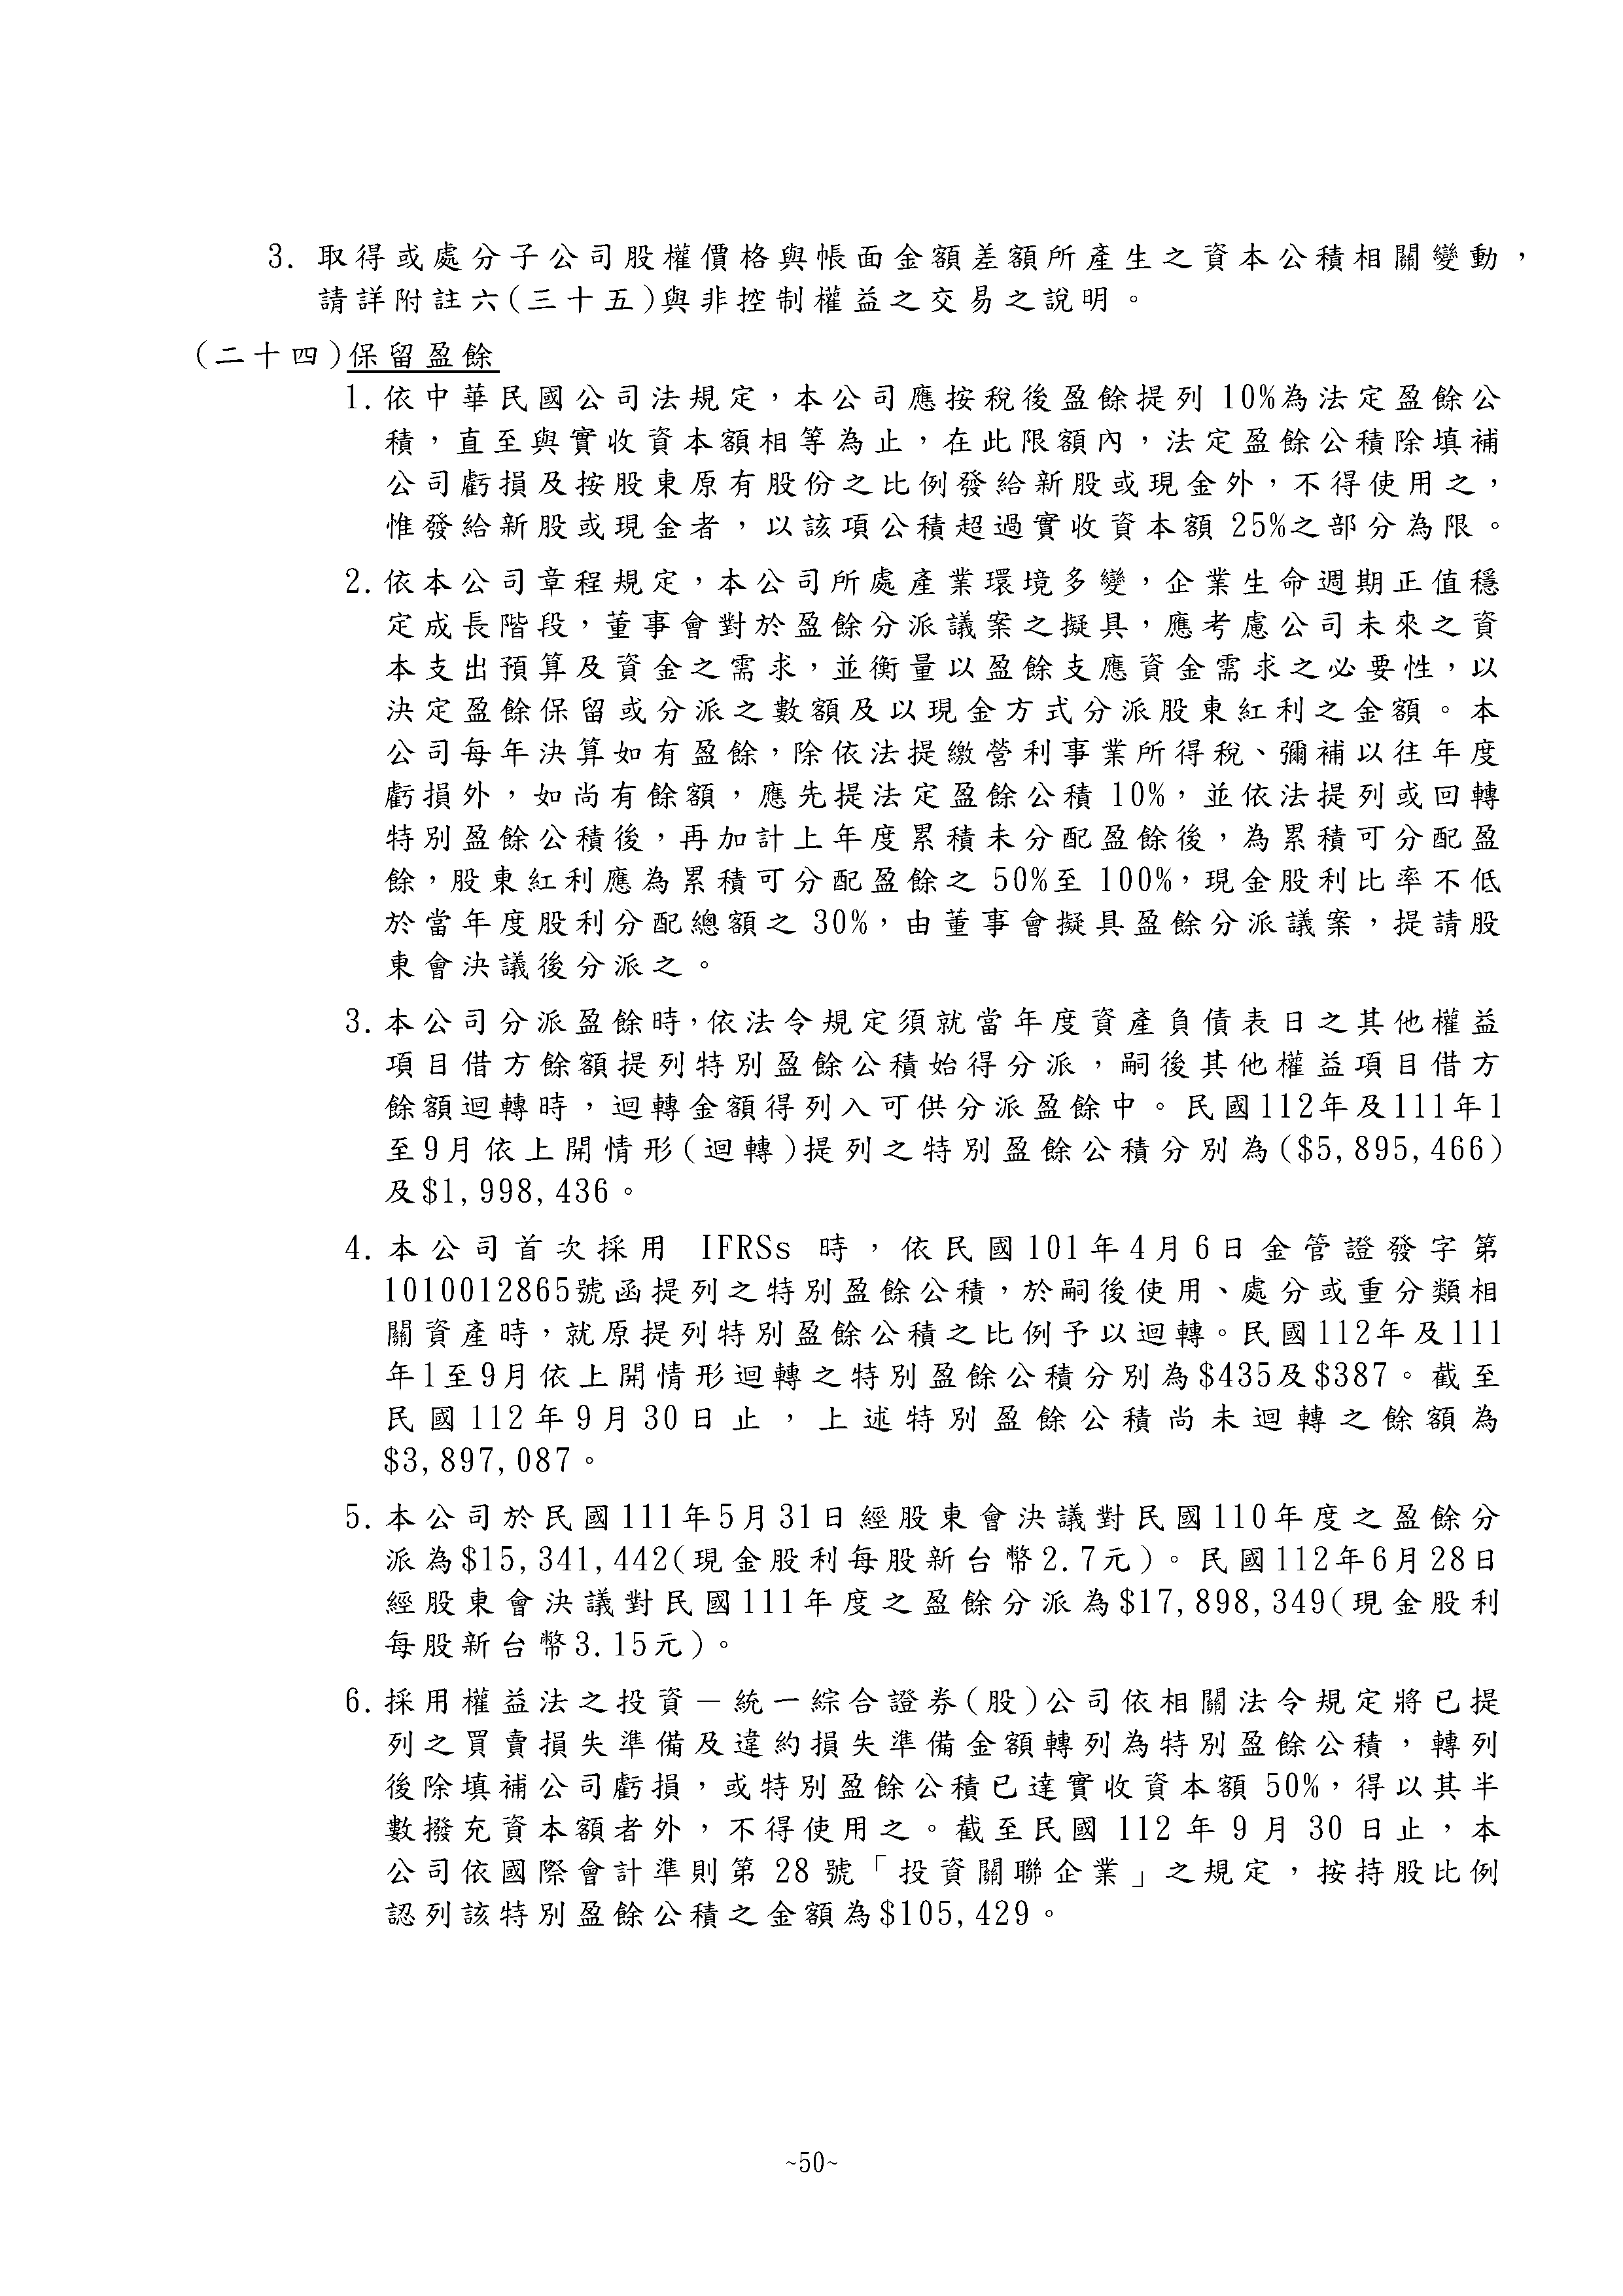 3. 取得或處分子公司股權價格與帳面金額差額所產生之資本公積相關變動，
請詳附註六(三十五)與非控制權益之交易之說明。
(二十四)保留盈餘
1. 依中華民國公司法規定，本公司應按稅後盈餘提列 10%為法定盈餘公
積，直至與實收資本額相等為止，在此限額內，法定盈餘公積除填補
公司虧損及按股東原有股份之比例發給新股或現金外，不得使用之，
惟發給新股或現金者，以該項公積超過實收資本額 25%之部分為限。
2. 依本公司章程規定，本公司所處產業環境多變，企業生命週期正值穩
定成長階段，董事會對於盈餘分派議案之擬具，應考慮公司未來之資
本支出預算及資金之需求，並衡量以盈餘支應資金需求之必要性，以
決定盈餘保留或分派之數額及以現金方式分派股東紅利之金額。本
公司每年決算如有盈餘，除依法提繳營利事業所得稅、彌補以往年度
虧損外，如尚有餘額，應先提法定盈餘公積 10%，並依法提列或回轉
特別盈餘公積後，再加計上年度累積未分配盈餘後，為累積可分配盈
餘，股東紅利應為累積可分配盈餘之 50%至 100%，現金股利比率不低
於當年度股利分配總額之 30%，由董事會擬具盈餘分派議案，提請股
東會決議後分派之。
3. 本公司分派盈餘時，依法令規定須就當年度資產負債表日之其他權益
項目借方餘額提列特別盈餘公積始得分派，嗣後其他權益項目借方
餘額迴轉時，迴轉金額得列入可供分派盈餘中。民國112年及111年1
至9月依上開情形(迴轉)提列之特別盈餘公積分別為($5,895,466)
及$1,998,436。
4. 本公司首次採用 IFRSs 時，依民國101年4月6日金管證發字第
1010012865號函提列之特別盈餘公積，於嗣後使用、處分或重分類相
關資產時，就原提列特別盈餘公積之比例予以迴轉。民國112年及111
年1至9月依上開情形迴轉之特別盈餘公積分別為$435及$387。截至
民國112年9月30日止，上述特別盈餘公積尚未迴轉之餘額為
$3,897,087。
5. 本公司於民國111年5月31日經股東會決議對民國110年度之盈餘分
派為$15,341,442(現金股利每股新台幣2.7元)。民國112年6月28日
經股東會決議對民國111年度之盈餘分派為$17,898,349(現金股利
每股新台幣3.15元)。
6. 採用權益法之投資－統一綜合證券(股)公司依相關法令規定將已提
列之買賣損失準備及違約損失準備金額轉列為特別盈餘公積，轉列
後除填補公司虧損，或特別盈餘公積已達實收資本額 50%，得以其半
數撥充資本額者外，不得使用之。截至民國 112 年 9 月 30 日止，本
公司依國際會計準則第 28 號「投資關聯企業」之規定，按持股比例
認列該特別盈餘公積之金額為$105,429。
~50~